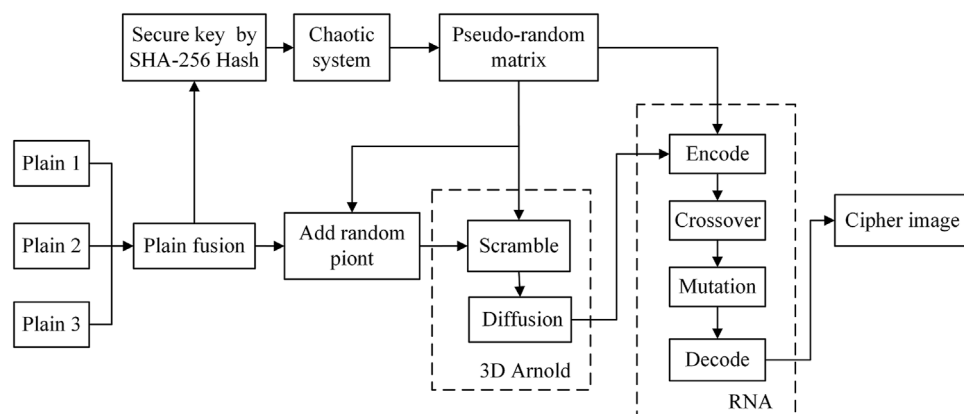 Secure key by
SHA-256 Hash
Chaotic
system
Pseudo-random
matrix
Plain 1
Plain 2
Plain 3
Plain fusion
Add random
piont
Scramble
Diffusion
3D Arnold
Encode
Crossover
Mutation
Decode
RNA
Cipher image